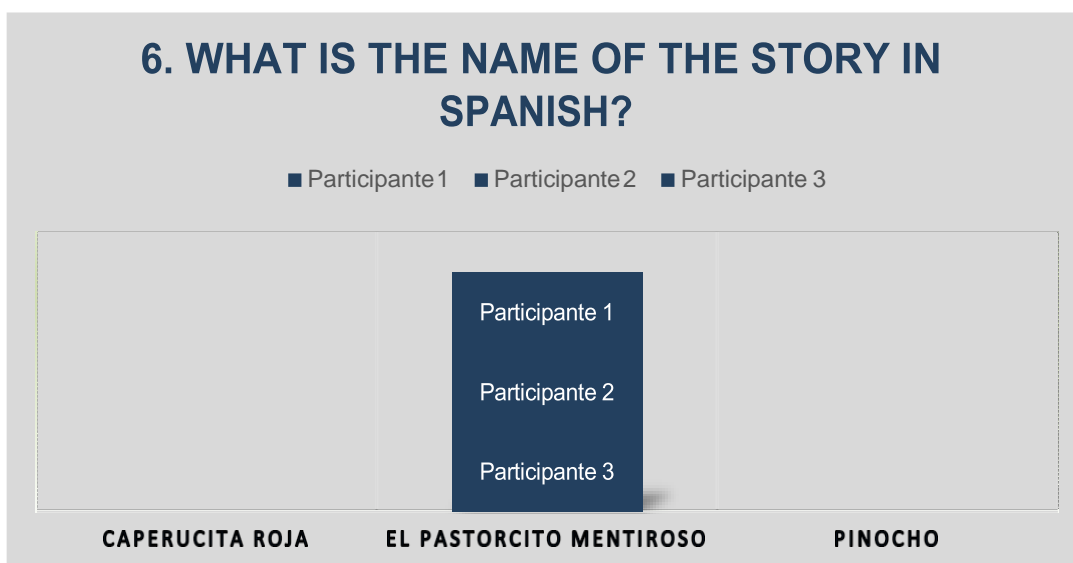 6. WHAT IS THE NAME OF THE STORY IN
SPANISH?
Participante 1 Participante 2 Participante 3
Participante 1
Participante 2
Participante 3
CAPERUCITA ROJA EL PASTORCITO MENTIROSO PINOCHO